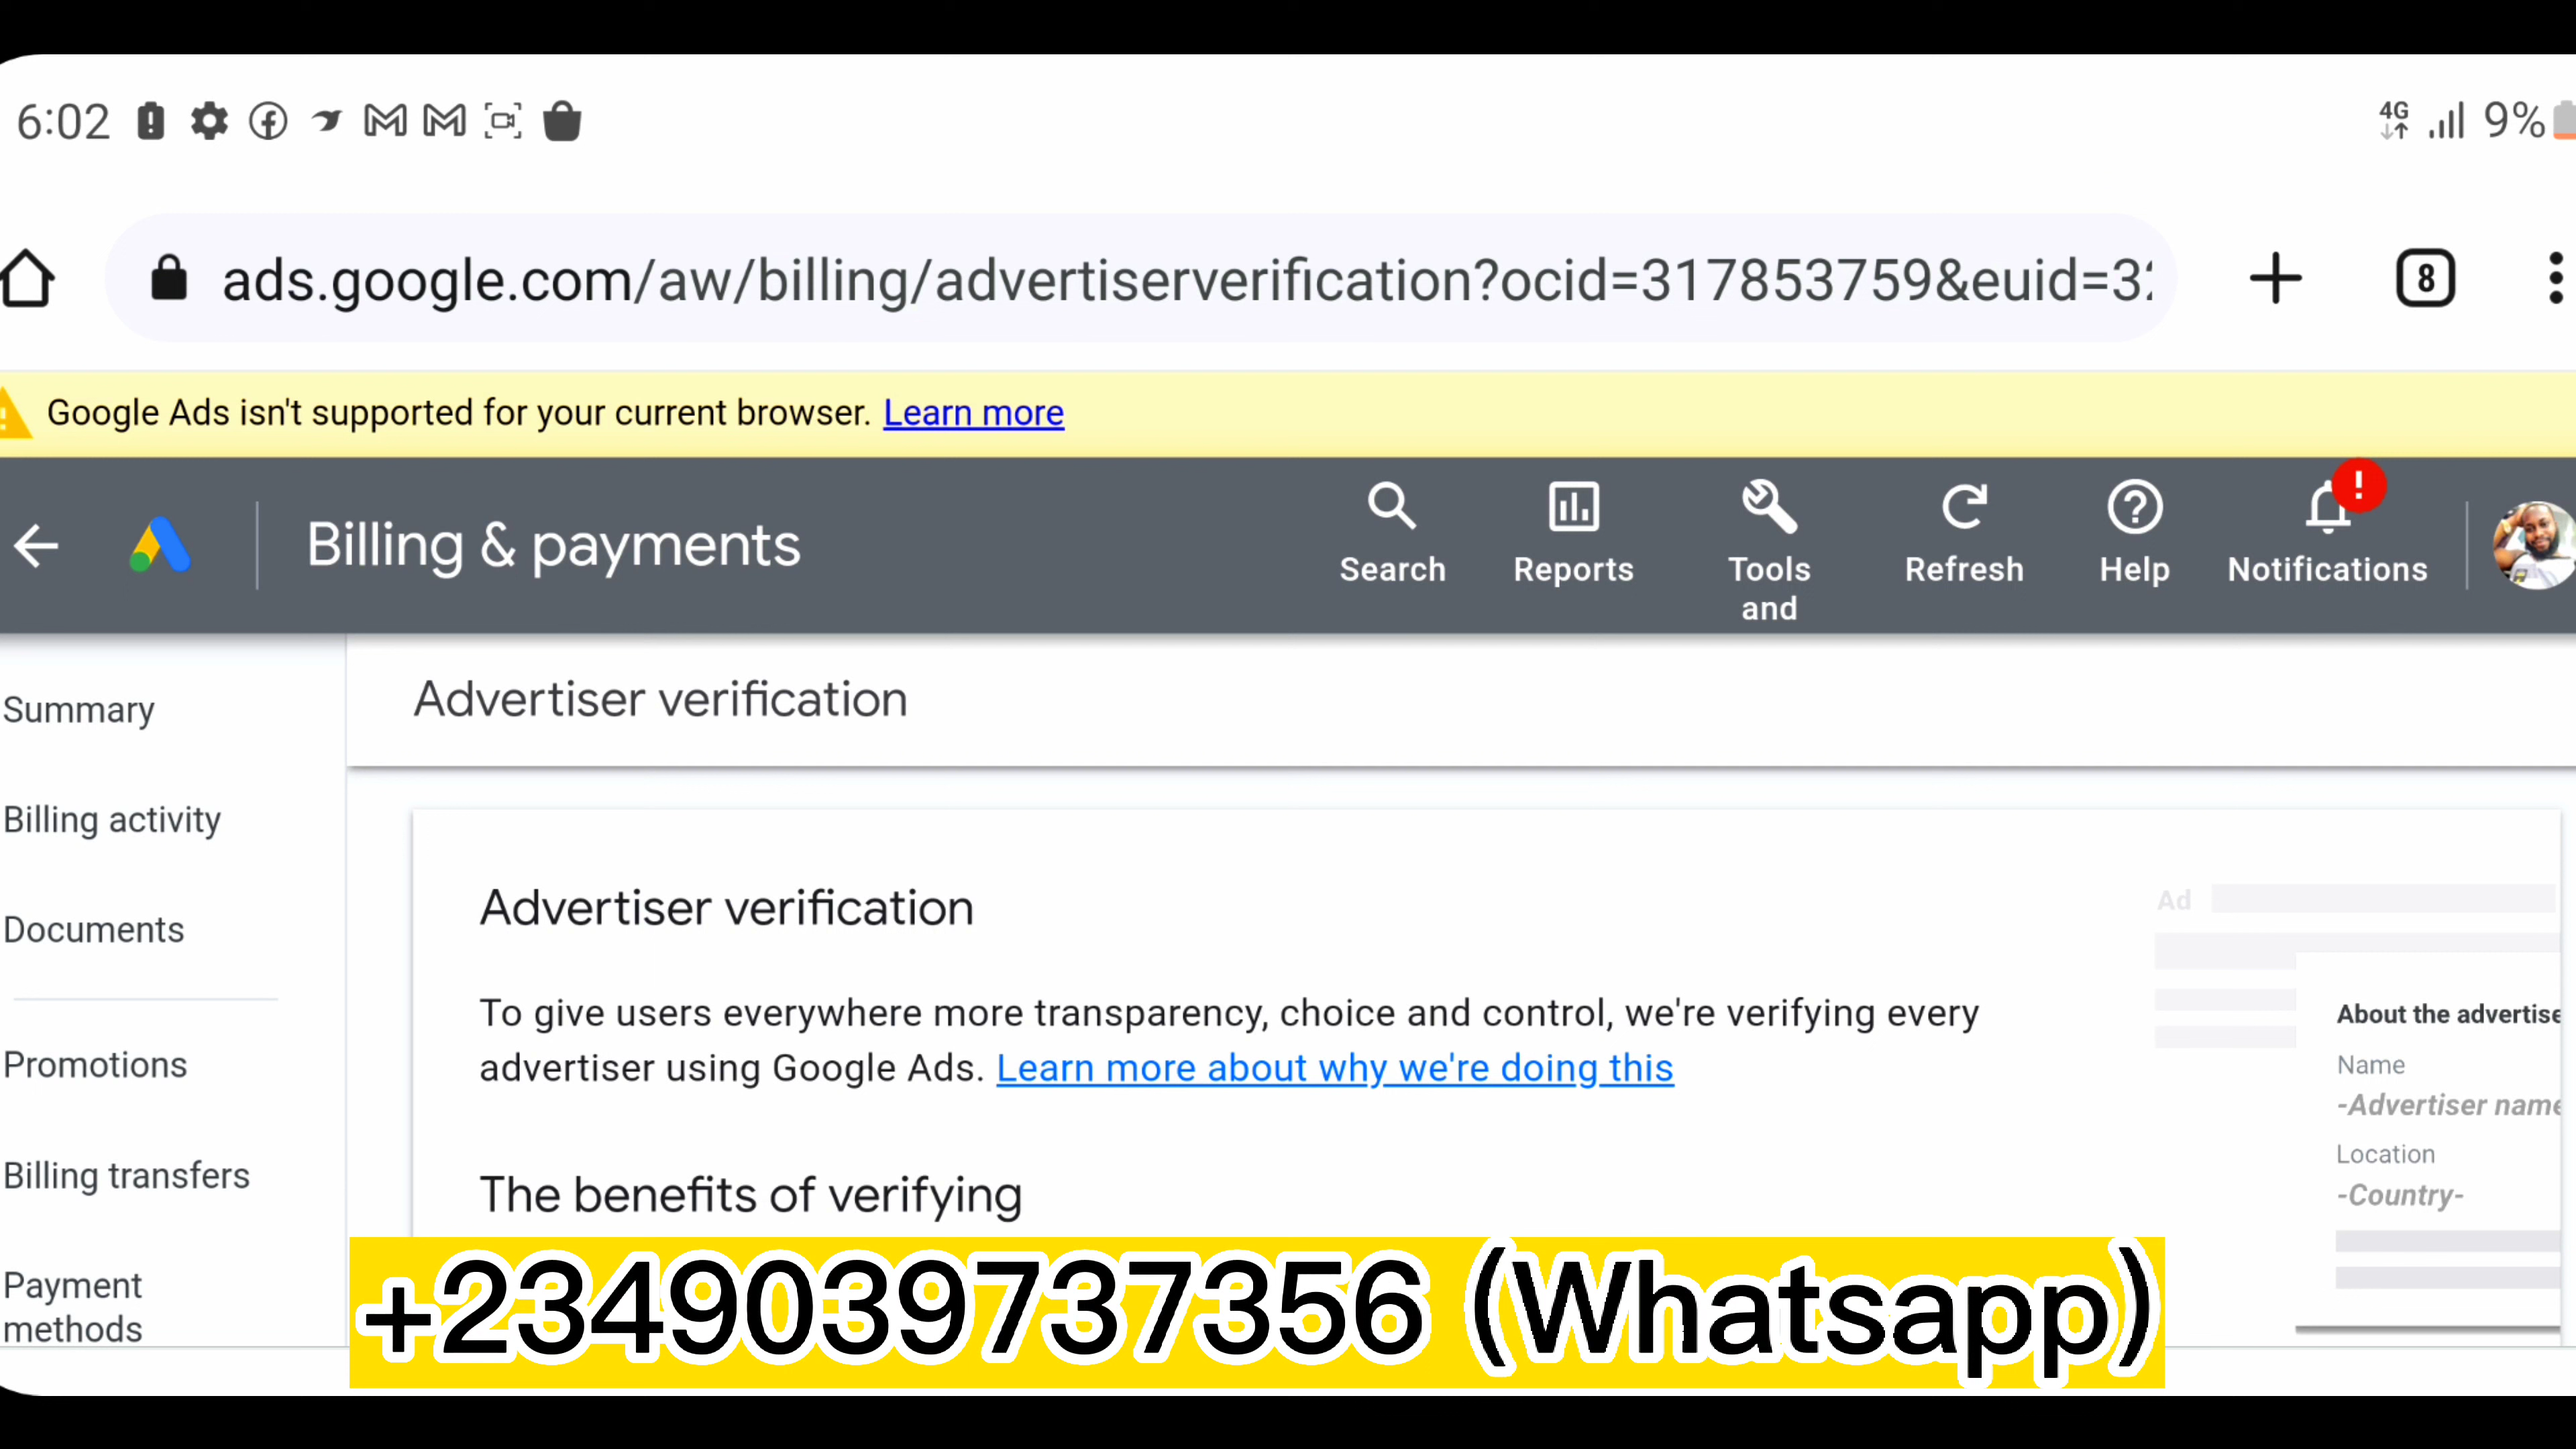 6:02
4G
9%
ads.google.com/aw/billing/advertiserverification?ocid=317853759&euid=32
8
Google Ads isn't supported for your current browser. Learn more
Billing & payments
Search
Reports
Tools and
Refresh
Help
Notifications
Summary
Billing activity
Documents
Promotions
Billing transfers
Payment
methods
Advertiser verification
Advertiser verification
To give users everywhere more transparency, choice and control, we're verifying every
advertiser using Google Ads. Learn more about why we're doing this
The benefits of verifying
Ad
About the advertise
Name
-Advertiser name
Location
-Country-
+2349039737356 (Whatsapp)